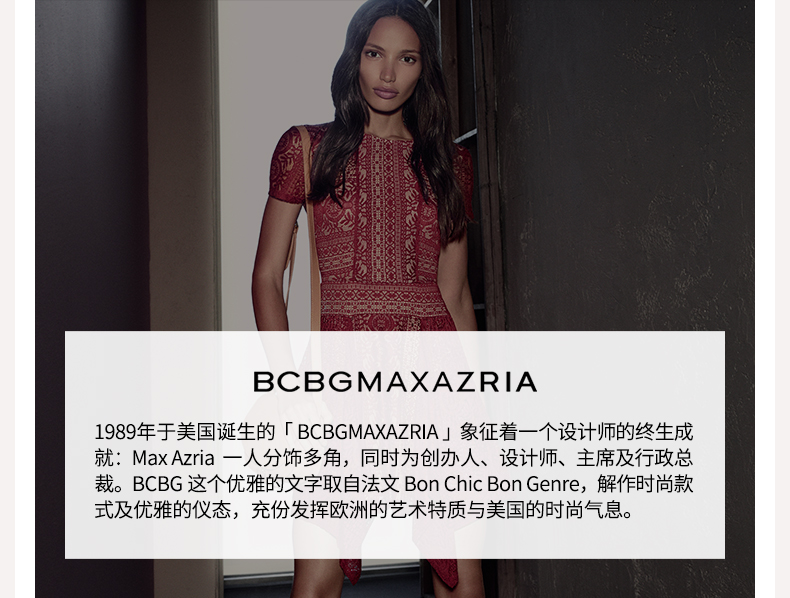 BCBGMAXAZRIA
1989年于美国诞生的「 BCBGMAXAZRIA 」象征着一个设计师的终生成
就：Max Azria 一人分饰多角，同时为创办人、设计师、主席及行政总
裁。BCBG 这个优雅的文字取自法文 Bon Chic Bon Genre，解作时尚款
式及优雅的仪态，充份发挥欧洲的艺术特质与美国的时尚气息。